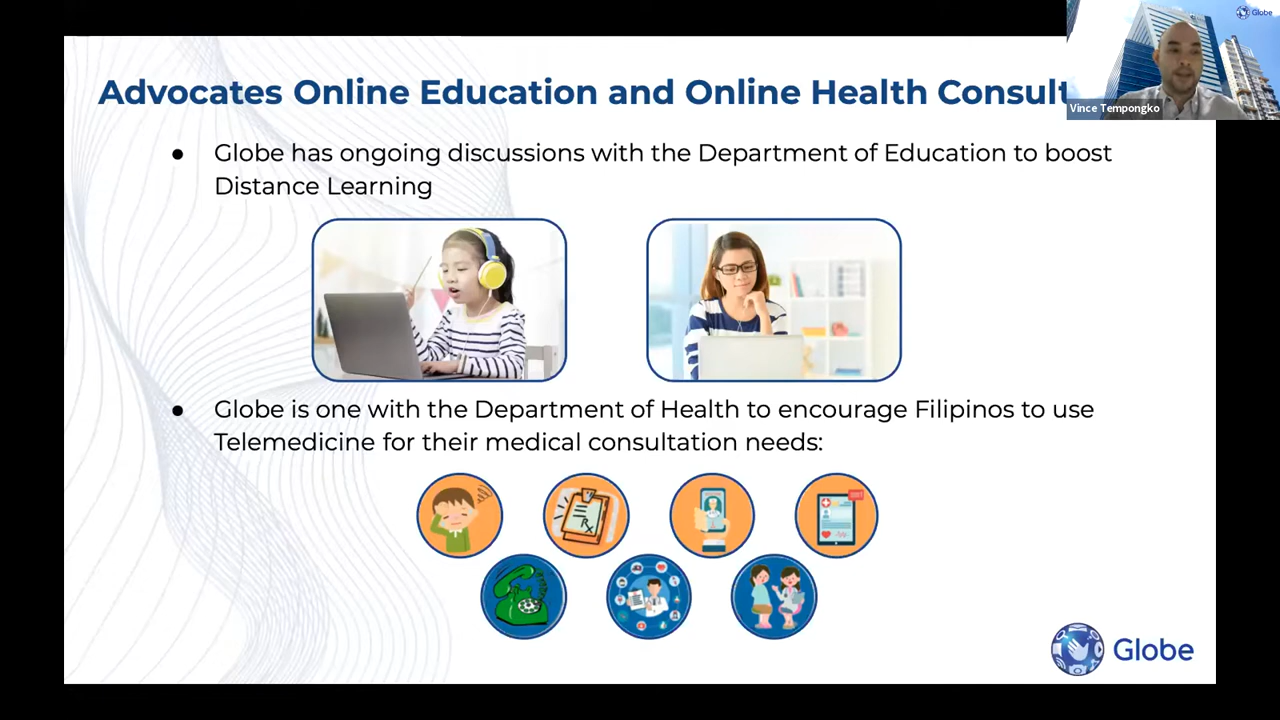 Globe
Advocates Online Education and Online Health Consult
Vince Tempongko
● Globe has ongoing discussions with the Department of Education to boost
Distance Learning
● Globe is one with the Department of Health to encourage Filipinos to use
Telemedicine for their medical consultation needs:
Rx
Globe